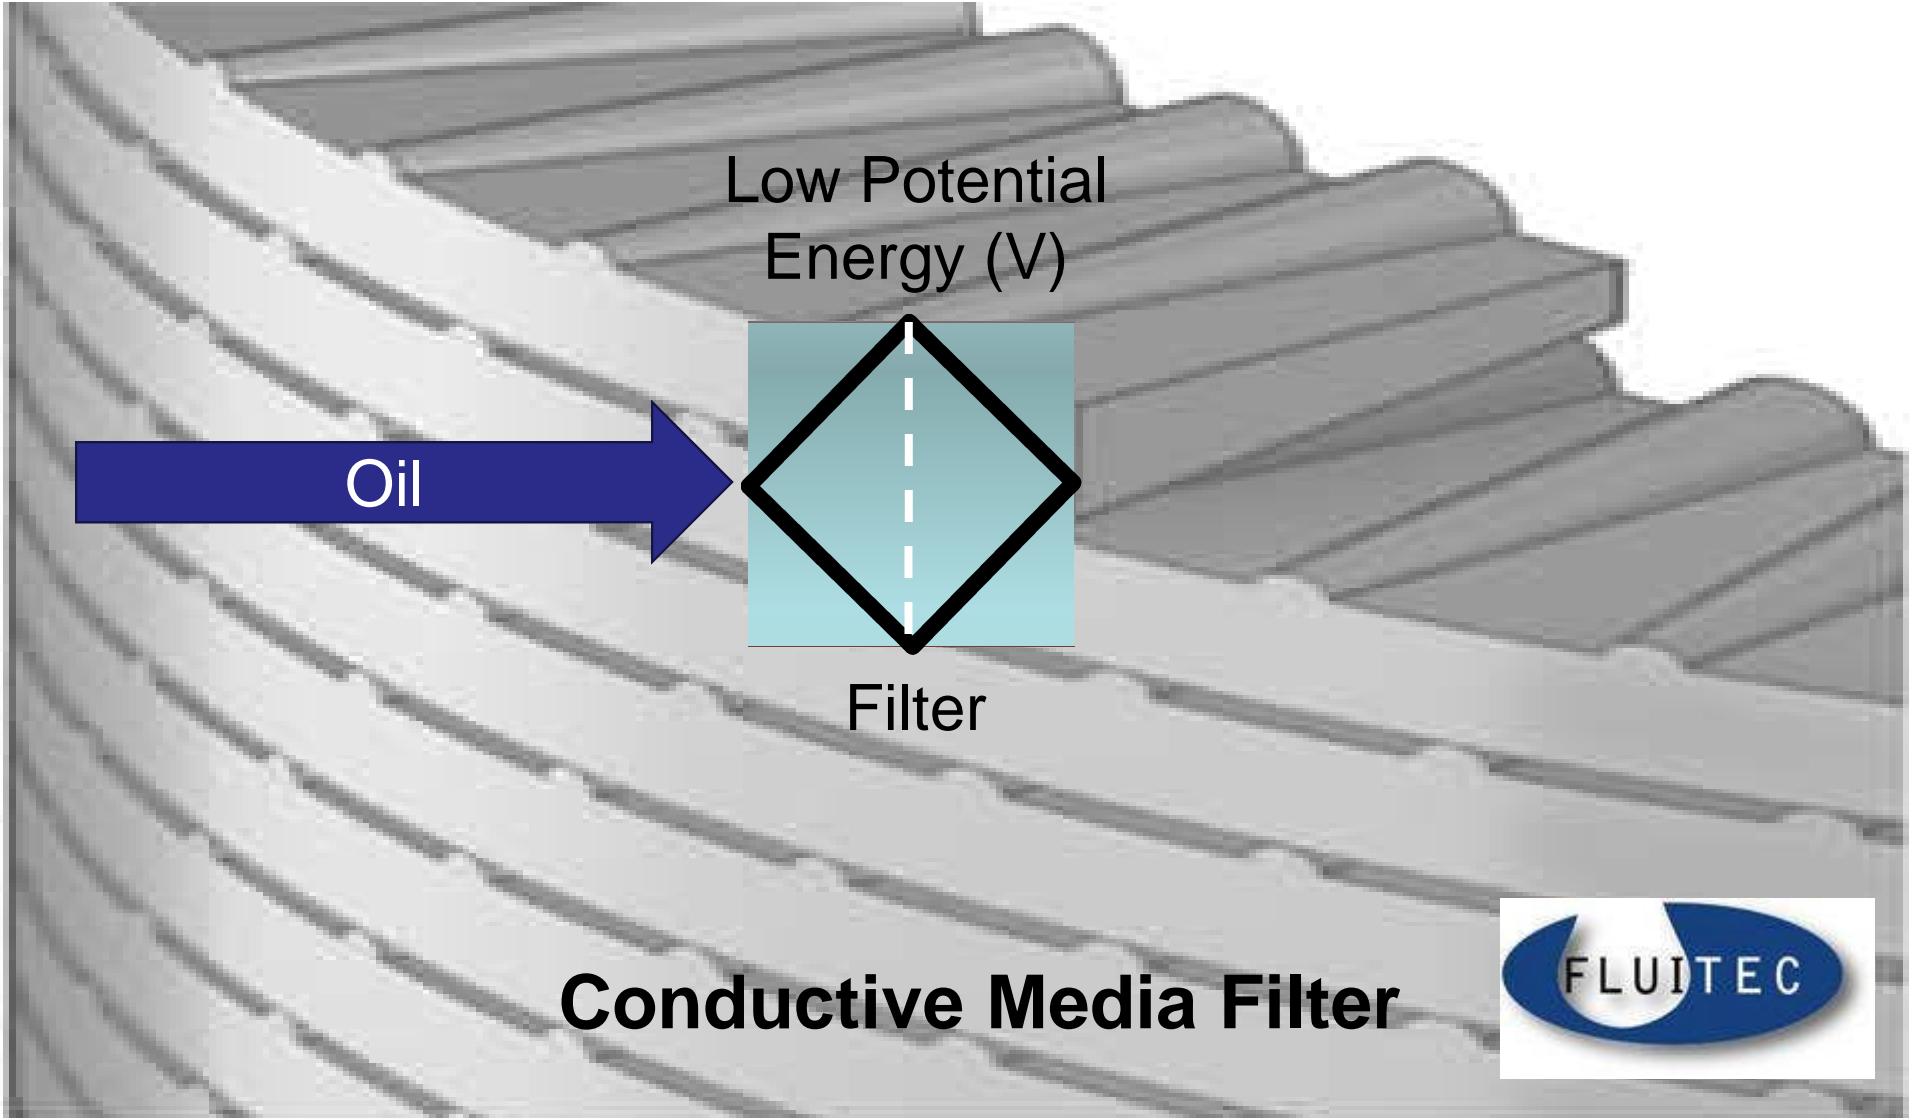 Low Potential
Energy (V)
Oil
Filter
Conductive Media Filter
FLUITEC